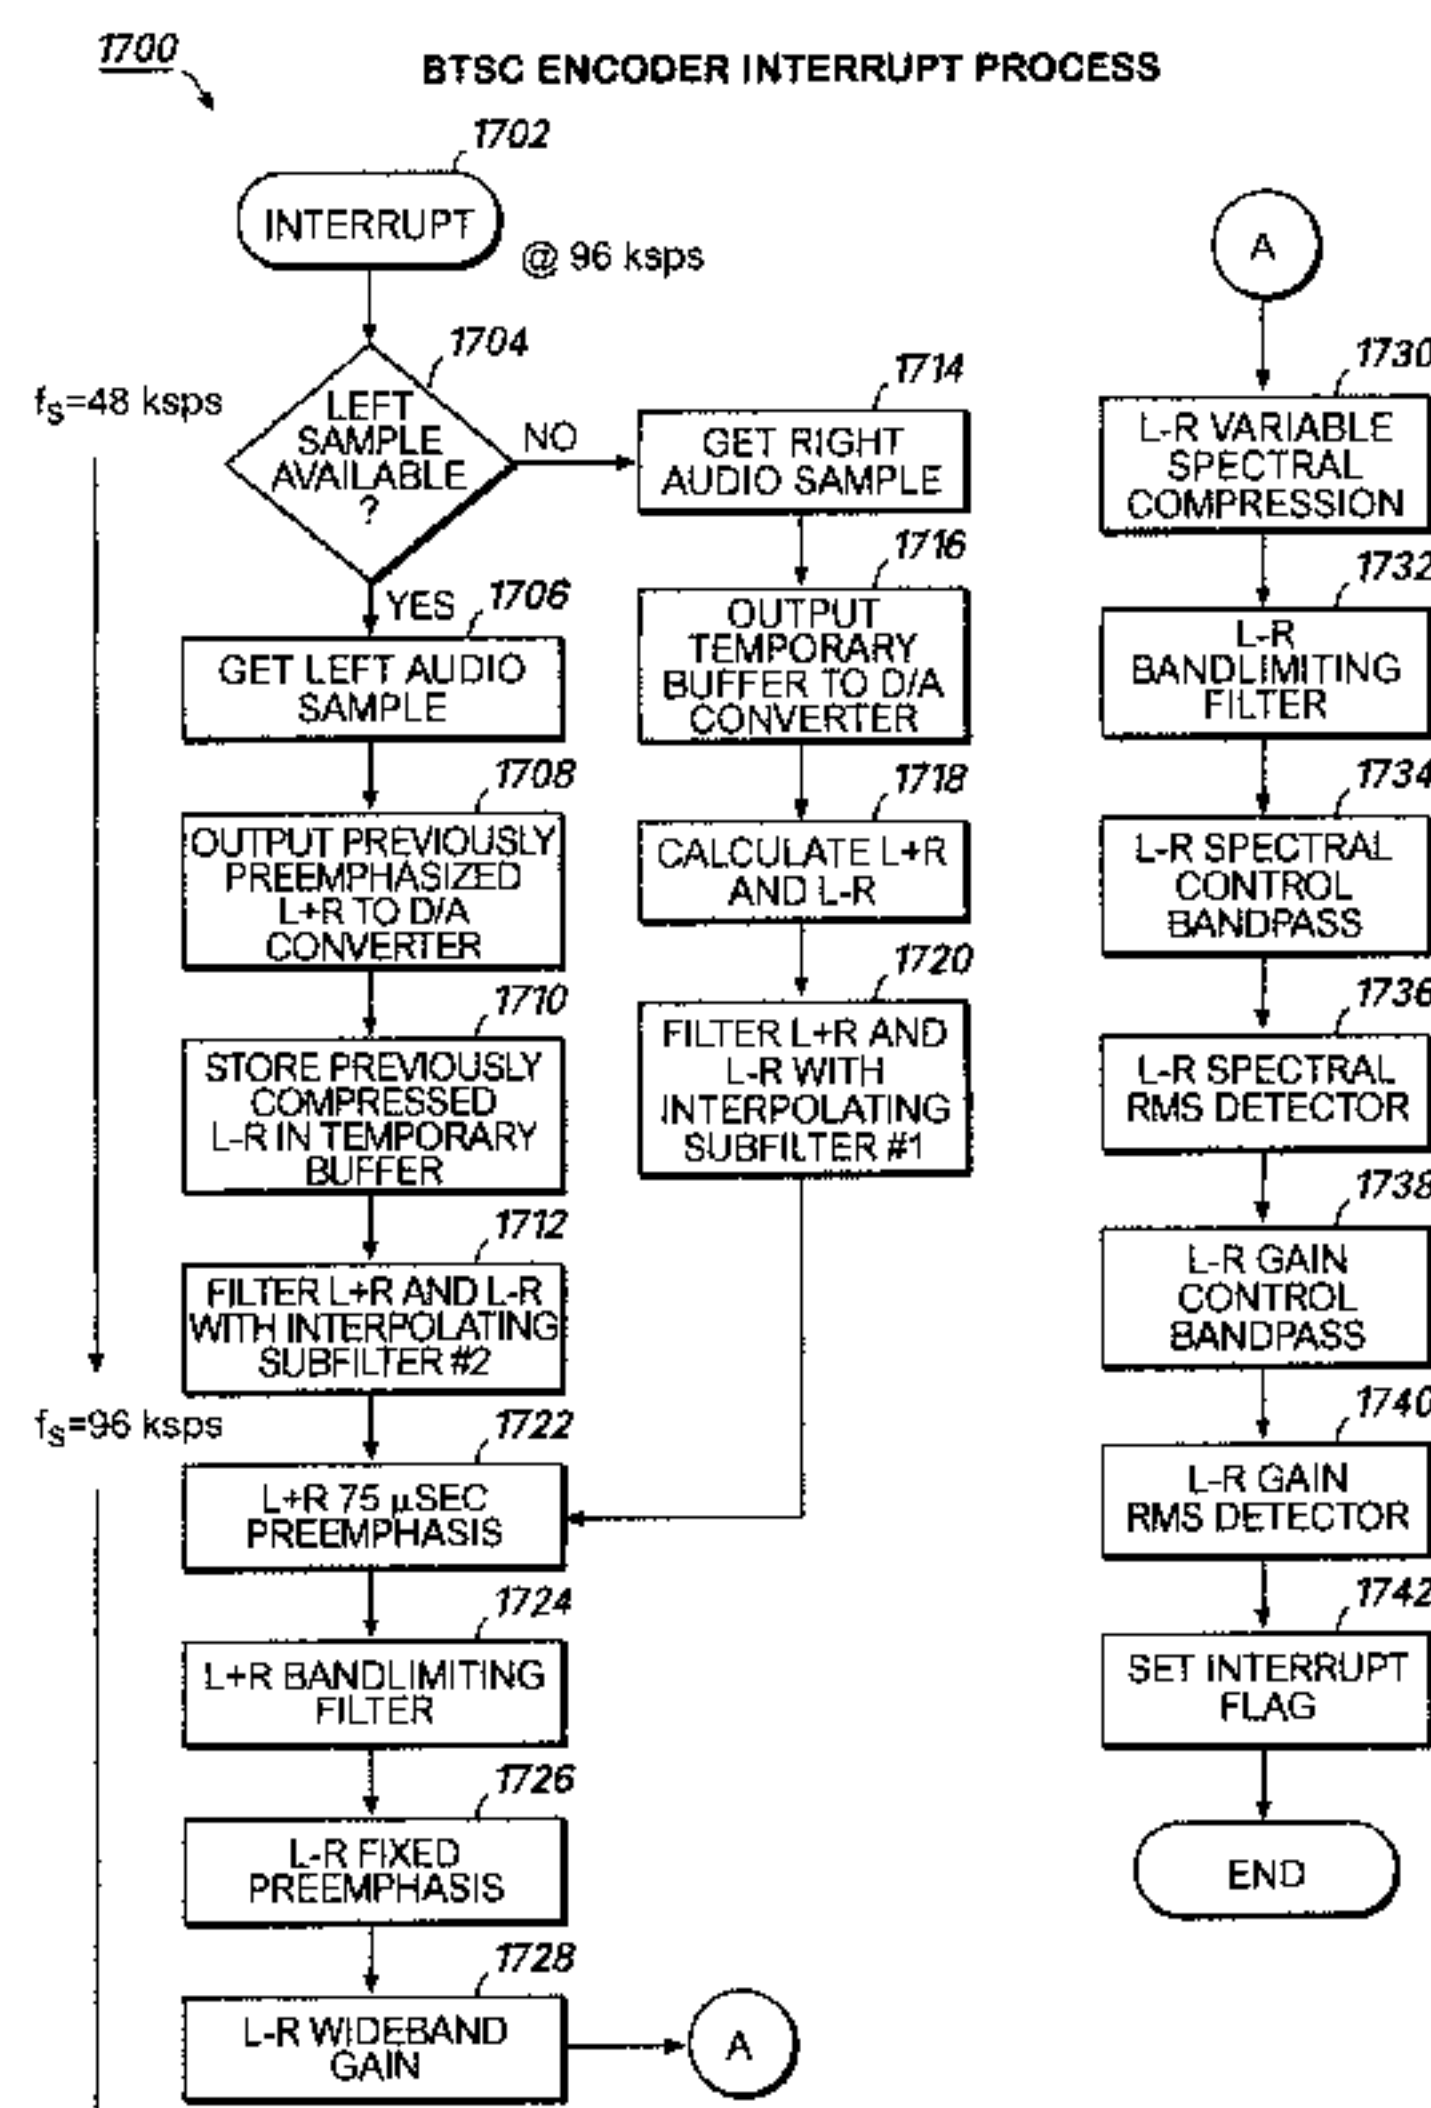 1700
BTSC ENCODER INTERRUPT PROCESS
1702
INTERRUPT
@ 96 ksps
fS=48 ksps
1704
LEFT
SAMPLE
AVAILABLE
?
NO
YES
1706
GET LEFT AUDIO
SAMPLE
1708
OUTPUT PREVIOUSLY
PREEMPHASIZED
L+R TO D/A
CONVERTER
1710
STORE PREVIOUSLY
COMPRESSED
L-R IN TEMPORARY
BUFFER
1712
FILTER L+R AND L-R
WITH INTERPOLATING
SUBFILTER #2
1714
GET RIGHT
AUDIO SAMPLE
1716
OUTPUT
TEMPORARY
BUFFER TO D/A
CONVERTER
1718
CALCULATE L+R
AND L-R
1720
FILTER L+R AND
L-R WITH
INTERPOLATING
SUBFILTER #1
fS=96 ksps
1722
L+R 75 μSEC
PREEMPHASIS
1724
L+R BANDLIMITING
FILTER
1726
L-R FIXED
PREEMPHASIS
1728
L-R WIDEBAND
GAIN
A
A
1730
L-R VARIABLE
SPECTRAL
COMPRESSION
1732
L-R
BANDLIMITING
FILTER
1734
L-R SPECTRAL
CONTROL
BANDPASS
1736
L-R SPECTRAL
RMS DETECTOR
1738
L-R GAIN
CONTROL
BANDPASS
1740
L-R GAIN
RMS DETECTOR
1742
SET INTERRUPT
FLAG
END